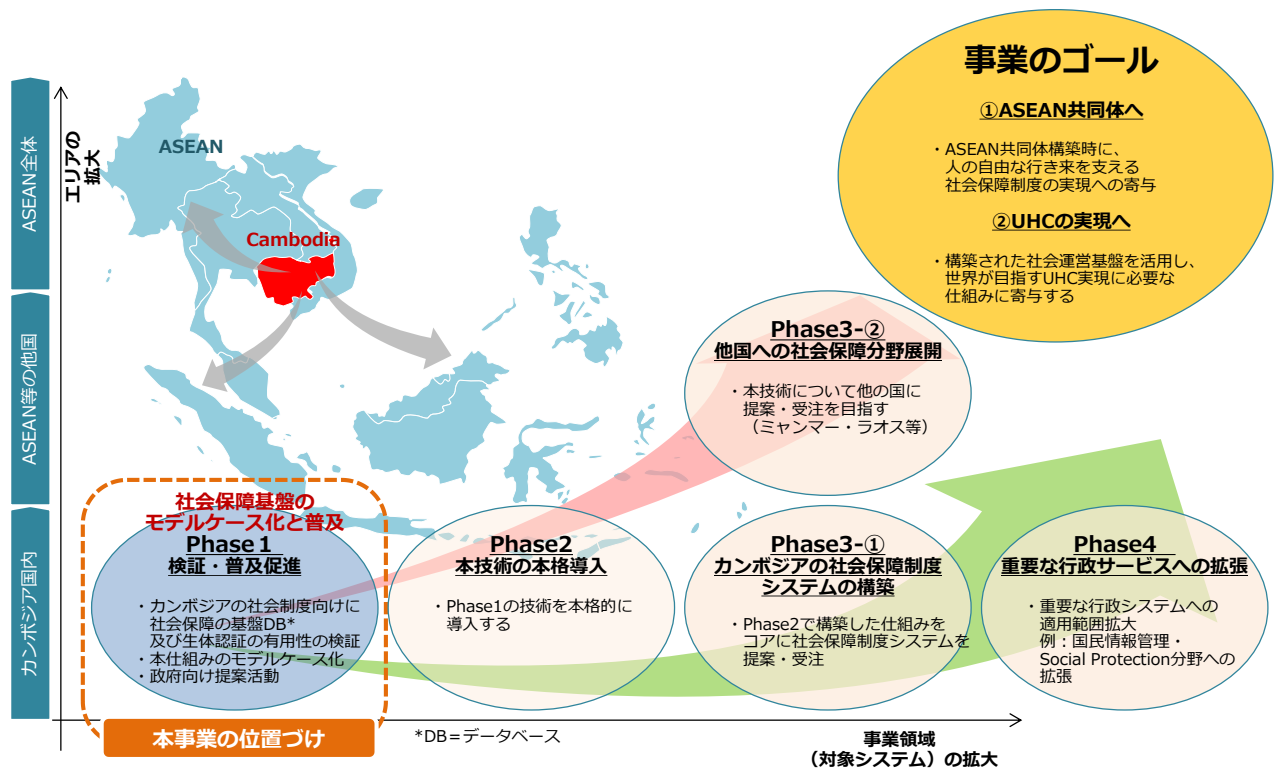 事業のゴール
①ASEAN共同体へ
・ASEAN共同体構築時に、
人の自由な行き来を支える
社会保障制度の実現への寄与
②UHCの実現へ
・構築された社会運営基盤を活用し、
世界が目指すUHC実現に必要な
仕組みに寄与する
ASEAN全体
ASEAN等の他国
カンボジア国内
エリアの
拡大
ASEAN
Cambodia
Phase3-②
他国への社会保障分野展開
・本技術について他の国に
提案・受注を目指す
（ミャンマー・ラオス等）
社会保障基盤の
モデルケース化と普及
Phase１
検証・普及促進
・カンボジアの社会制度向けに
社会保障の基盤DB*
及び生体認証の有用性の検証
・本仕組みのモデルケース化
・政府向け提案活動
Phase2
本技術の本格導入
・Phase1の技術を本格的に
導入する
Phase3-①
カンボジアの社会保障制度
システムの構築
・Phase2で構築した仕組みを
コアに社会保障制度システムを
提案・受注
Phase4
重要な行政サービスへの拡張
・重要な行政システムへの
適用範囲拡大
例：国民情報管理・
Social Protection分野への
拡張
本事業の位置づけ
*DB＝データベース
事業領域
（対象システム）の拡大